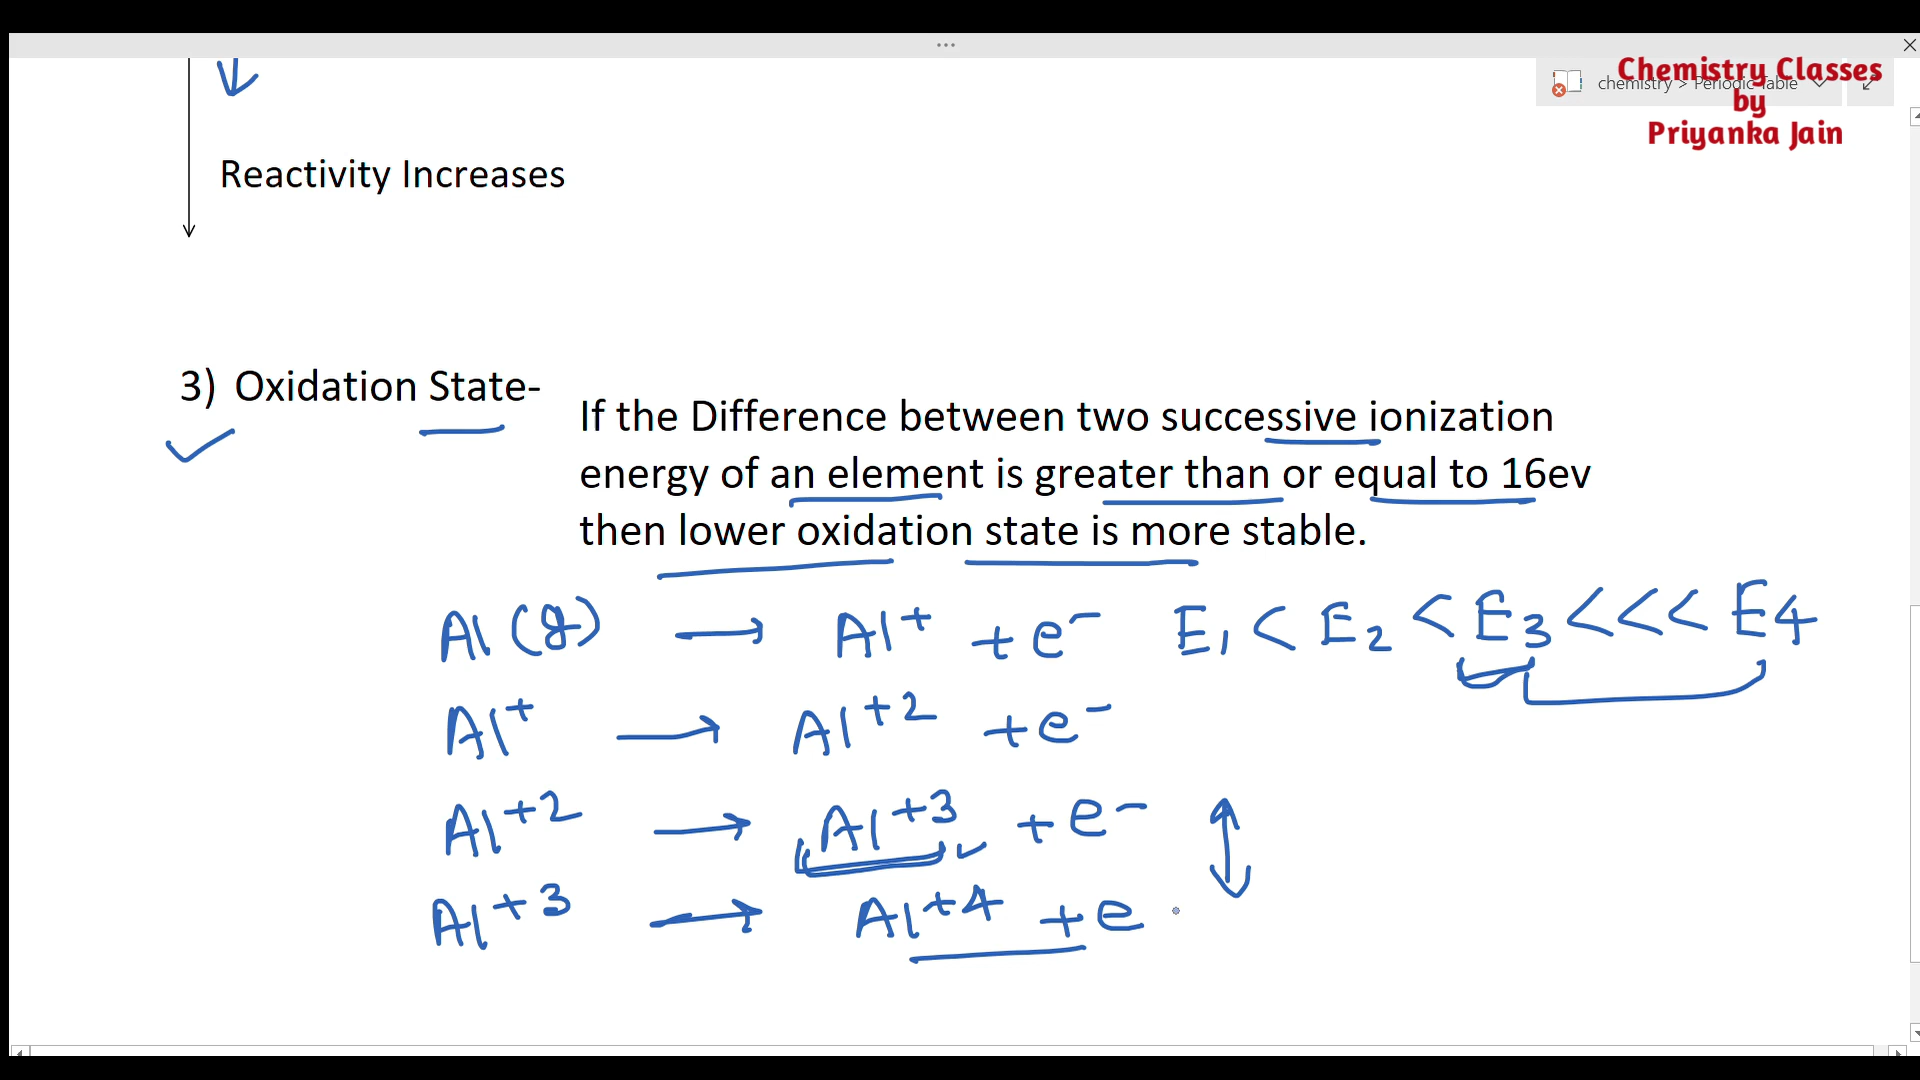 ...
Chemistry Classes
chemistry > Periodic Table
by
Priyanka Jain
Reactivity Increases
3) Oxidation State-
If the Difference between two successive ionization
energy of an element is greater than or equal to 16ev
then lower oxidation state is more stable.
Al (g) → Al⁺ + e⁻ E₁ < E₂ < E₃ <<< E4
Al⁺ → Al⁺² + e⁻
Al⁺² → Al⁺³ + e⁻
Al⁺³ → Al⁺⁴ + e